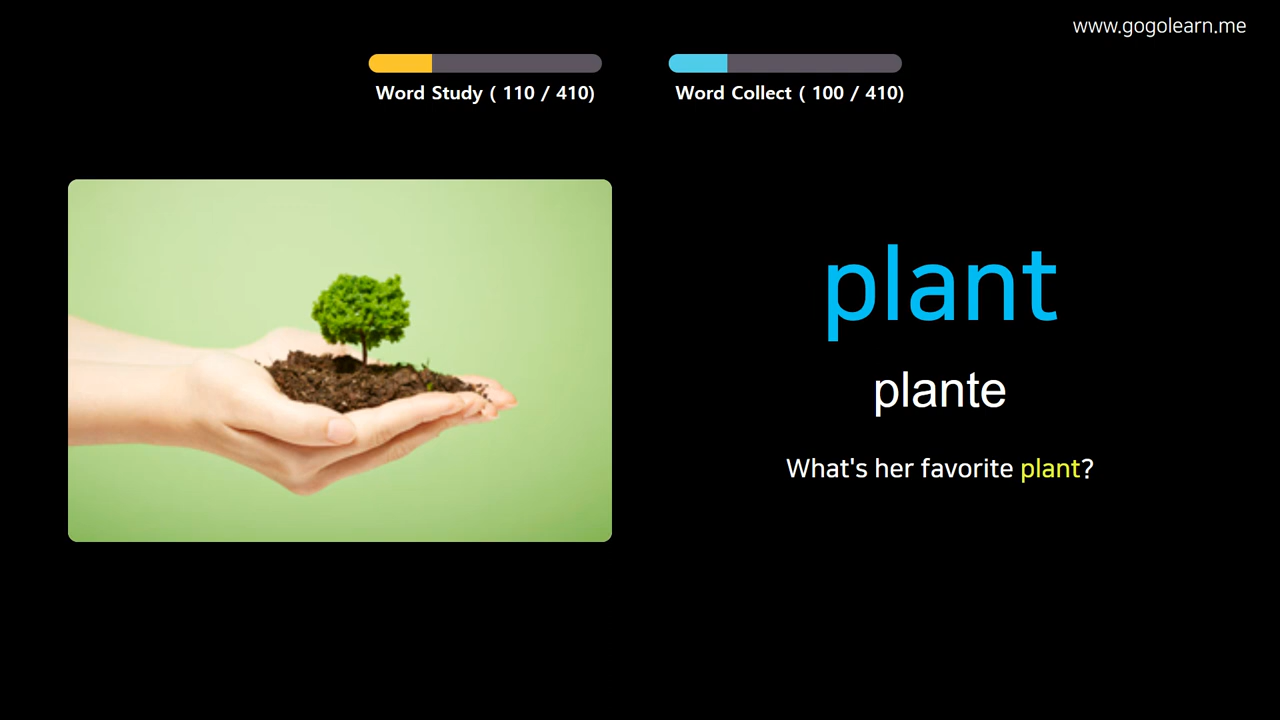 www.gogolearn.me
Word Study ( 110 / 410)
Word Collect ( 100 / 410)
plant
plante
What's her favorite plant?